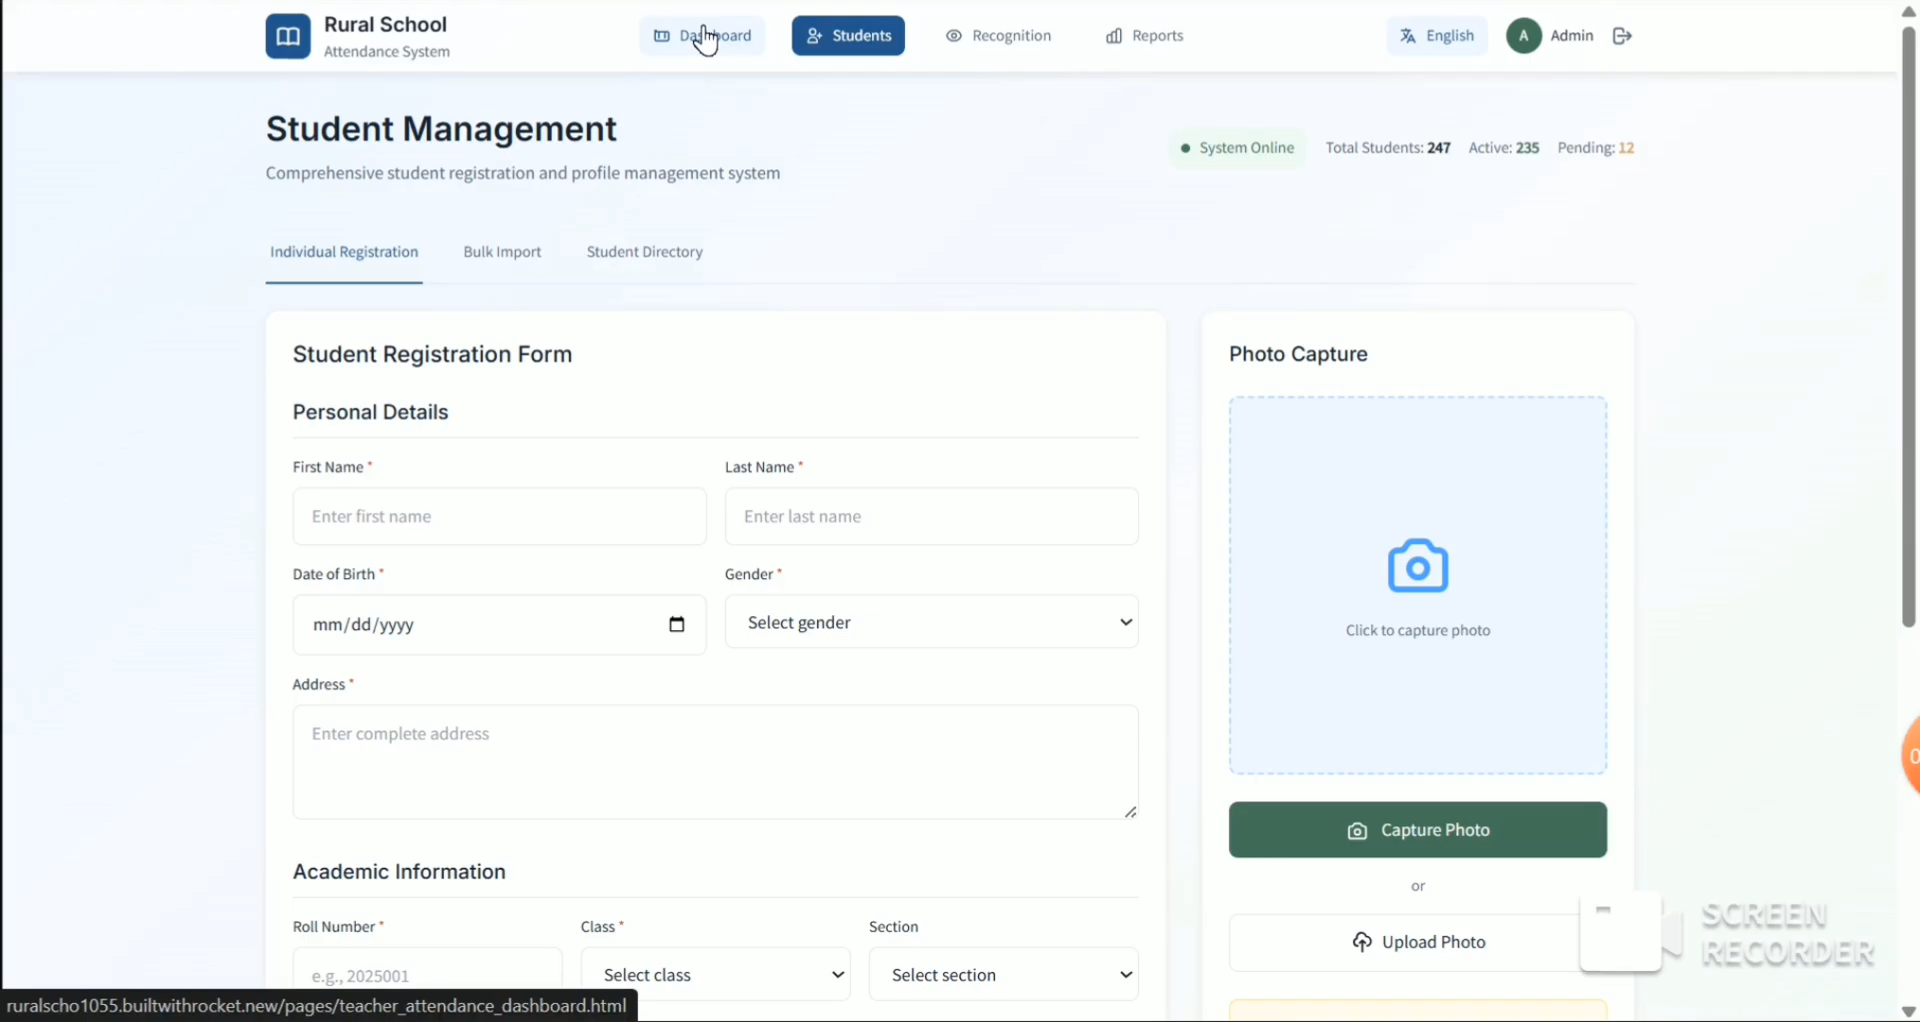 Rural School
Attendance System
Dashboard
Students
Recognition
Reports
English
A
Admin
Student Management
Comprehensive student registration and profile management system
System Online
Total Students: 247
Active: 235
Pending: 12
Individual Registration
Bulk Import
Student Directory
Student Registration Form
Personal Details
First Name *
Last Name *
Enter first name
Enter last name
Date of Birth *
Gender *
mm/dd/yyyy
Select gender
Address *
Enter complete address
Academic Information
Roll Number *
Class *
Section
e.g., 2025001
Select class
Select section
Photo Capture
Click to capture photo
Capture Photo
or
Upload Photo
SCREEN
RECORDER
ruralscho1055.builtwithrocket.new/pages/teacher_attendance_dashboard.html